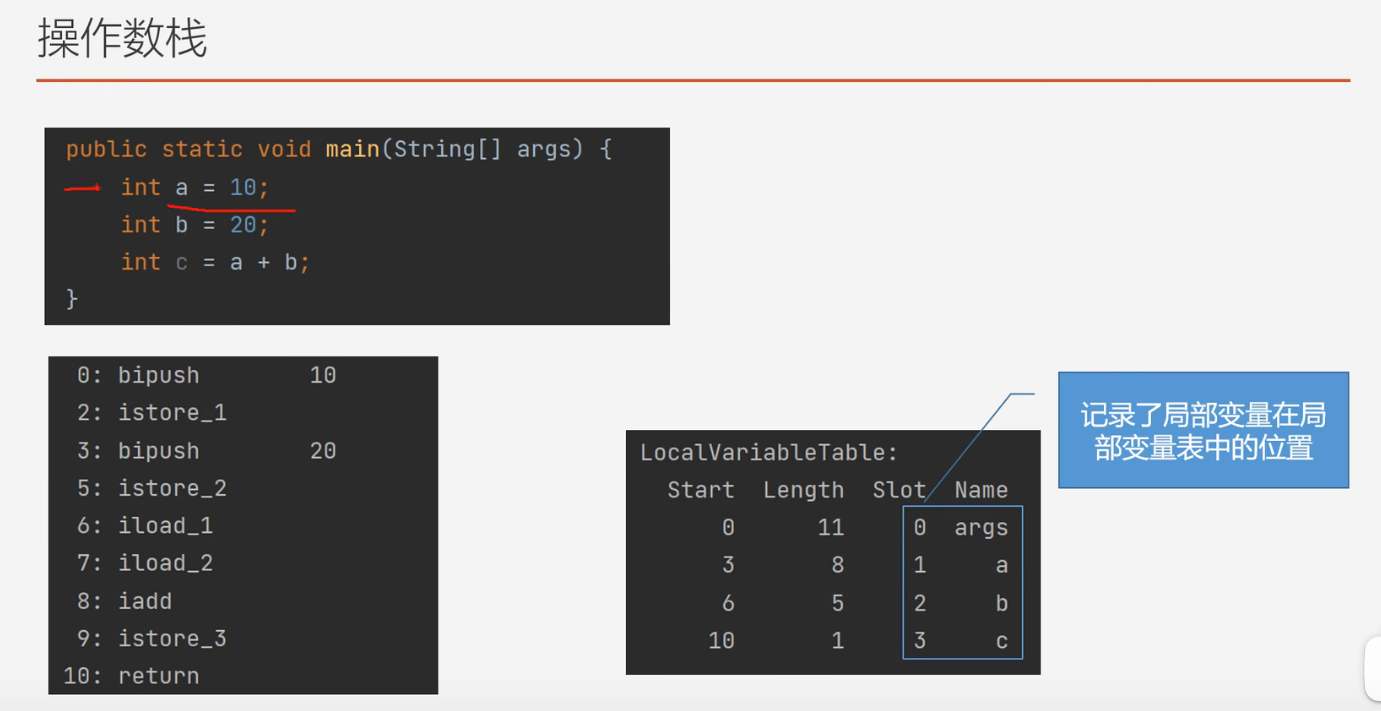 操作数栈
public static void main(String[] args) {
int a = 10;
int b = 20;
int c = a + b;
}
0: bipush 10
2: istore_1
3: bipush 20
5: istore_2
6: iload_1
7: iload_2
8: iadd
9: istore_3
10: return
LocalVariableTable:
Start Length Slot Name
0 11 0 args
3 8 1 a
6 5 2 b
10 1 3 c
记录了局部变量在局
部变量表中的位置